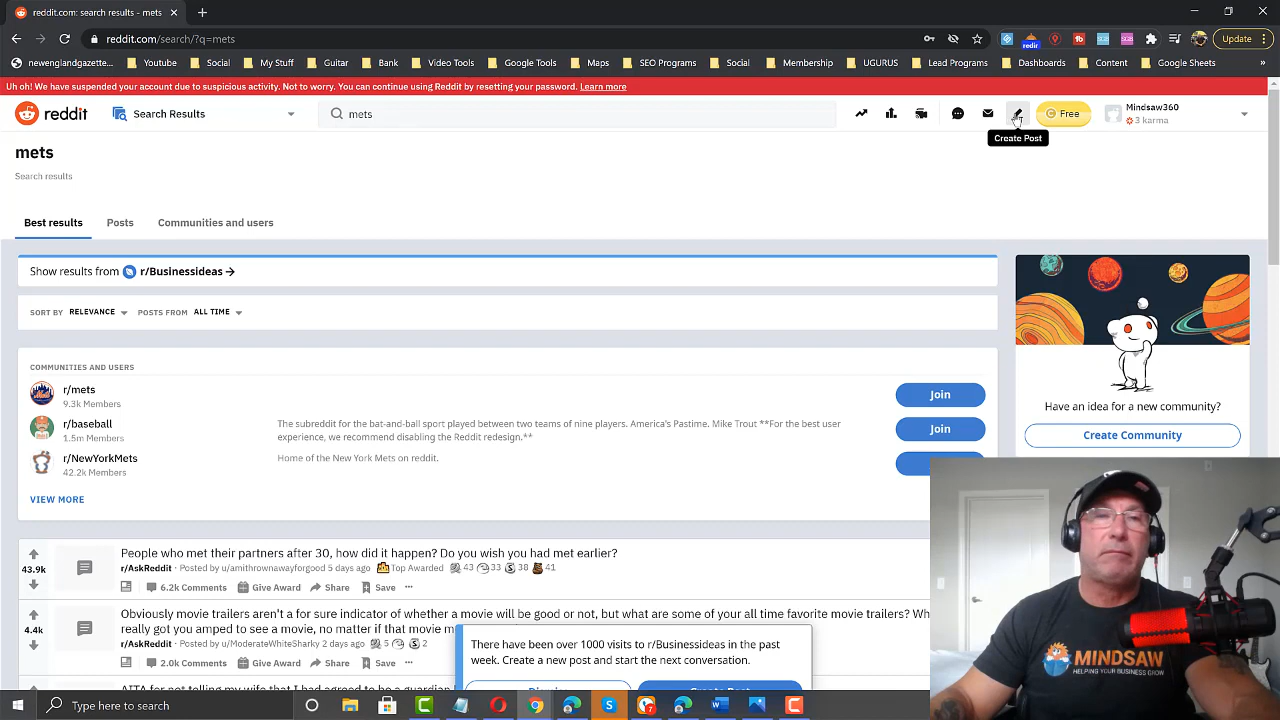 reddit.com: search results - mets
reddit.com/search/?q=mets
redir
Update
newenglandgazette...
Youtube
Social
My Stuff
Guitar
Bank
Video Tools
Google Tools
Maps
SEO Programs
Social
Membership
UGURUS
Lead Programs
Dashboards
Content
Google Sheets
Uh oh! We have suspended your account due to suspicious activity. Not to worry. You can continue using Reddit by resetting your password. Learn more
reddit
Search Results
mets
Free
Mindsaw360
3 karma
Create Post
mets
Search results
Best results
Posts
Communities and users
Show results from r/Businessideas →
SORT BY RELEVANCE POSTS FROM ALL TIME
COMMUNITIES AND USERS
r/mets
9.3k Members
Join
r/baseball
1.5m Members
The subreddit for the bat-and-ball sport played between two teams of nine players. America's Pastime. Mike Trout **For the best user
experience, we recommend disabling the Reddit redesign.**
Join
r/NewYorkMets
42.2k Members
Home of the New York Mets on reddit.
VIEW MORE
Have an idea for a new community?
Create Community
43.9k
People who met their partners after 30, how did it happen? Do you wish you had met earlier?
r/AskReddit · Posted by u/amithrownawayforgood 5 days ago Top Awarded 43 33 38 41
6.2k Comments Give Award Share Save ···
4.4k
Obviously movie trailers aren't a for sure indicator of whether a movie will be good or not, but what are some of your all time favorite movie trailers? 
really got you amped to see a movie, no matter if that movie
r/AskReddit · Posted by u/ModerateWhiteSharky 2 days ago 5 2
2.0k Comments Give Award Share Save ···
AITA for not telling my wife that I had agreed to be a guardian
There have been over 1000 visits to r/Businessideas in the past
week. Create a new post and start the next conversation.
MINDSAW
HELPING YOUR BUSINESS GROW
Type here to search